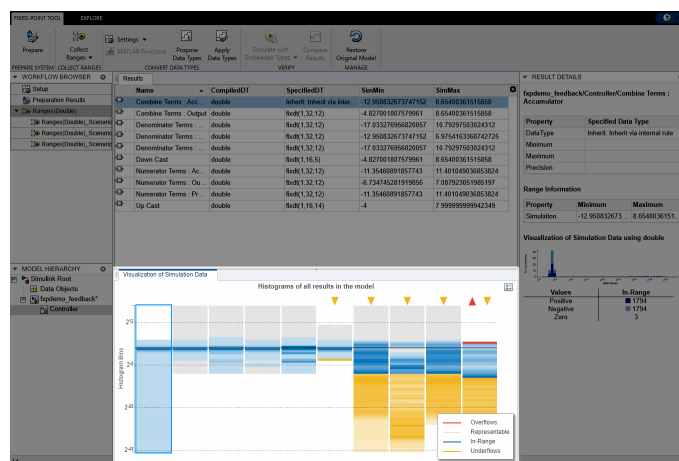 FIXED-POINT TOOL EXPLORE
Prepare
Collect
Ranges
Settings
MATLAB Functions
Propose
Data Types
Apply
Data Types
Simulate with
Embedded Types
Compare
Results
Restore
Original Model
PREPARE SYSTEM COLLECT RANGES CONVERT DATA TYPES VERIFY MANAGE
WORKFLOW BROWSER
Setup
Preparation Results
Ranges(Double)
Ranges(Double)_Scenario
Ranges(Double)_Scenario
Ranges(Double)_Scenario
MODEL HIERARCHY
Simulink Root
Data Objects
fxpdemo_feedback*
Controller
Results
Name CompiledDT SpecifiedDT SimMin SimMax
Combine Terms : Acc... double Inherit: Inherit via inter... -12.950832673747152 8.65400361515858
Combine Terms : Output double fixdt(1,32,12) -4.827001807579961 8.65400361515858
Denominator Terms : ... double fixdt(1,32,12) -17.033276956820057 10.79297503024312
Denominator Terms : ... double fixdt(1,32,12) -12.950832673747152 6.9754163368742725
Denominator Terms : ... double fixdt(1,32,12) -17.033276956820057 10.79297503024312
Down Cast double fixdt(1,16,5) -4.827001807579961 8.65400361515858
Numerator Terms : Ac... double fixdt(1,32,12) -11.35460891857743 11.401049036853824
Numerator Terms : Ou... double fixdt(1,32,12) -6.734745281919856 7.087923051985197
Numerator Terms : Pr... double fixdt(1,32,12) -11.35460891857743 11.401049036853824
Up Cast double fixdt(1,16,14) -4 7.999999999942349
Visualization of Simulation Data
Histograms of all results in the model
Histogram Bins
Overflows
Representable
In-Range
Underflows
RESULT DETAILS
fxpdemo_feedback/Controller/Combine Terms :
Accumulator
Property Specified Data Type
DataType Inherit: Inherit via internal rule
Minimum
Maximum
Precision
Range Information
Property Minimum Maximum
Simulation -12.950832673... 8.6540036151...
Visualization of Simulation Data using double
Values In-Range
Positive 1794
Negative 1794
Zero 3